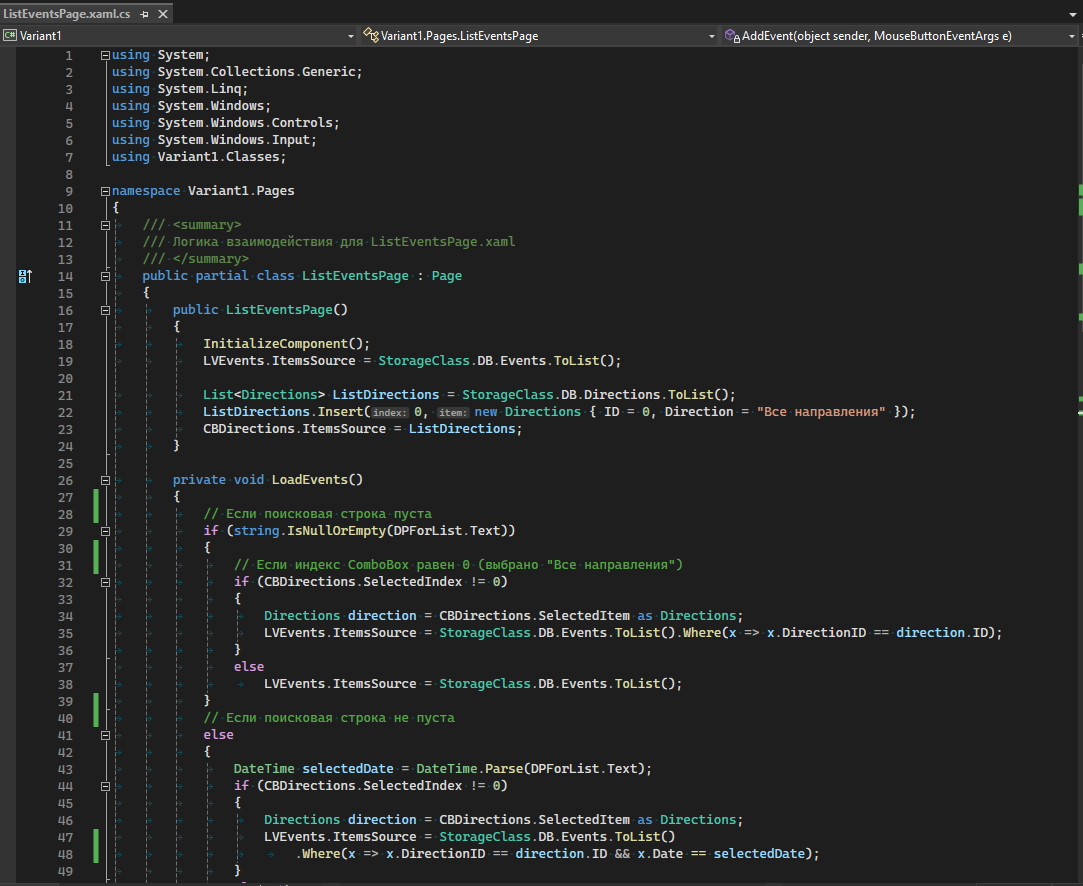 ListEventsPage.xaml.cs
C# Variant1 Variant1.Pages.ListEventsPage AddEvent(object sender, MouseButtonEventArgs e)
1 using System;
2 using System.Collections.Generic;
3 using System.Linq;
4 using System.Windows;
5 using System.Windows.Controls;
6 using System.Windows.Input;
7 using Variant1.Classes;
8
9 namespace Variant1.Pages
10 {
11 /// <summary>
12 /// Логика взаимодействия для ListEventsPage.xaml
13 /// </summary>
14 public partial class ListEventsPage : Page
15 {
16 public ListEventsPage()
17 {
18 InitializeComponent();
19 LVEvents.ItemsSource = StorageClass.DB.Events.ToList();
20
21 List<Directions> ListDirections = StorageClass.DB.Directions.ToList();
22 ListDirections.Insert(index: 0, item: new Directions { ID = 0, Direction = "Все направления" });
23 CBDirections.ItemsSource = ListDirections;
24 }
25
26 private void LoadEvents()
27 {
28 // Если поисковая строка пуста
29 if (string.IsNullOrEmpty(DPForList.Text))
30 {
31 // Если индекс ComboBox равен 0 (выбрано "Все направления")
32 if (CBDirections.SelectedIndex != 0)
33 {
34 Directions direction = CBDirections.SelectedItem as Directions;
35 LVEvents.ItemsSource = StorageClass.DB.Events.ToList().Where(x => x.DirectionID == direction.ID);
36 }
37 else
38 LVEvents.ItemsSource = StorageClass.DB.Events.ToList();
39 }
40 // Если поисковая строка не пуста
41 else
42 {
43 DateTime selectedDate = DateTime.Parse(DPForList.Text);
44 if (CBDirections.SelectedIndex != 0)
45 {
46 Directions direction = CBDirections.SelectedItem as Directions;
47 LVEvents.ItemsSource = StorageClass.DB.Events.ToList()
48 .Where(x => x.DirectionID == direction.ID && x.Date == selectedDate);
49 }